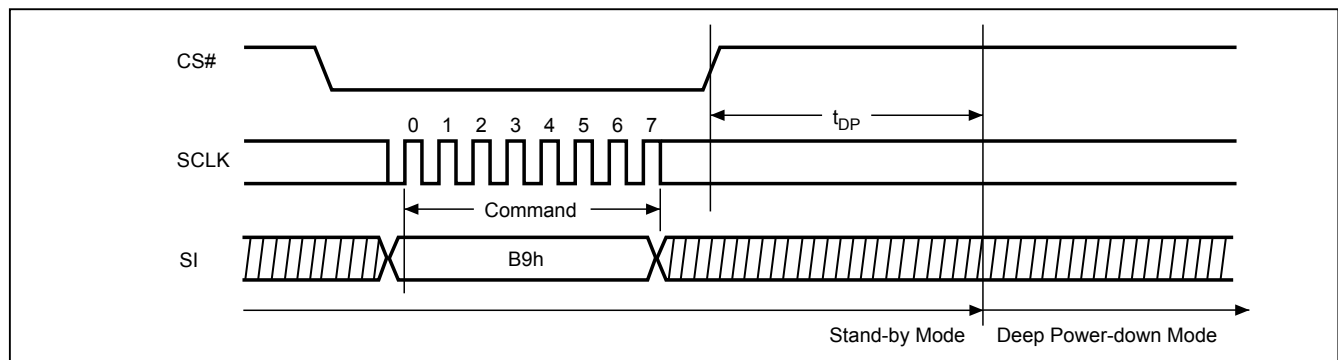 CS#
t_DP
0 1 2 3 4 5 6 7
SCLK
Command
SI
B9h
Stand-by Mode
Deep Power-down Mode